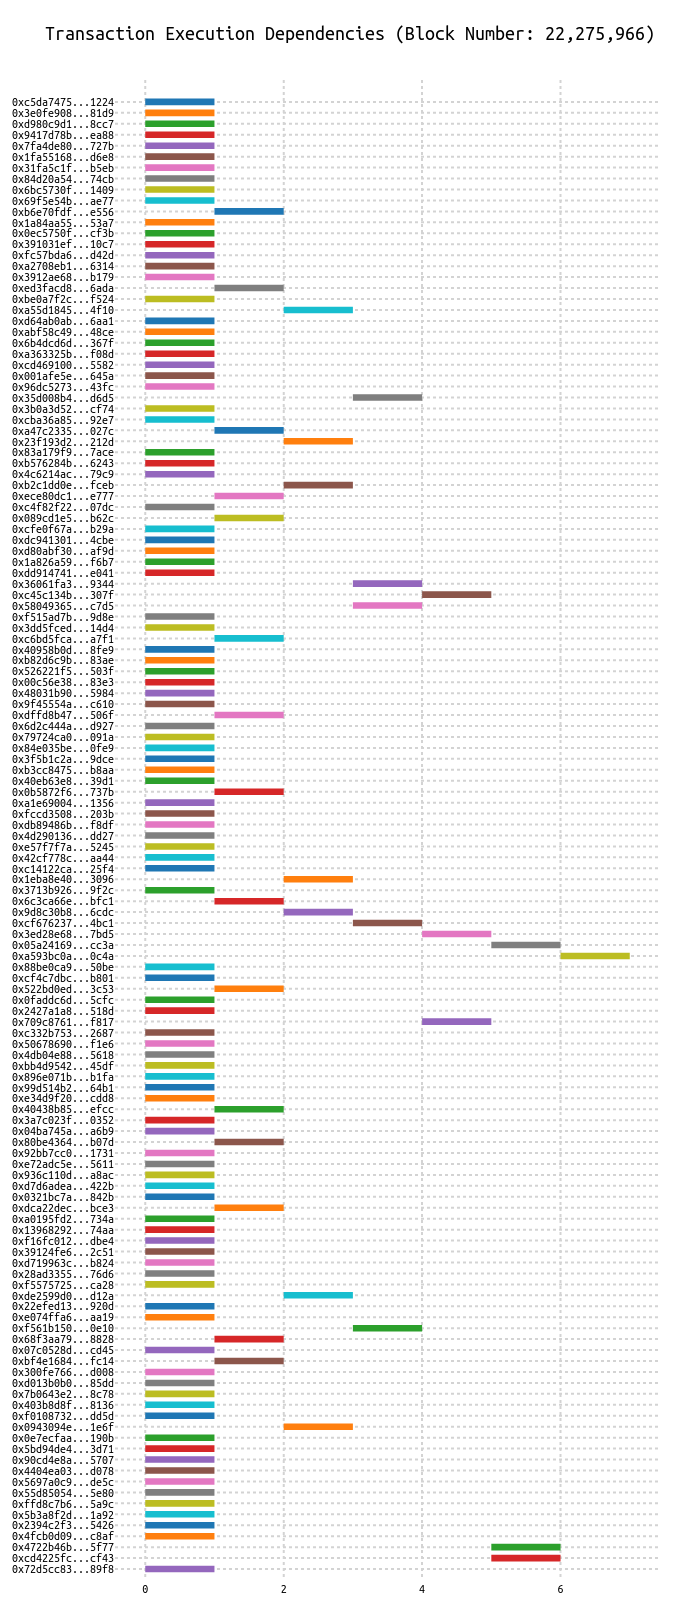 Transaction Execution Dependencies (Block Number: 22,275,966)
0xc5da7475...1224
0x3e0fe908...81d9
0xd980c9d1...8cc7
0x9417d78b...ea88
0x7fa4de80...727b
0x1fa55168...d6e8
0x31fa5c1f...b5eb
0x84d20a54...74cb
0x6bc5730f...1409
0x69f5e54b...ae77
0xb6e70fdf...e556
0x1a84aa55...53a7
0x0ec5750f...cf3b
0x391031ef...10c7
0xfc57bda6...d42d
0xa2708eb1...6314
0x3912ae68...b179
0xed3facd8...6ada
0xbe0a7f2c...f524
0xa55d1845...4f10
0xd64ab0ab...6aa1
0xabf58c49...48ce
0x6b4dcd6d...367f
0xa363325b...f08d
0xcd469100...5582
0x001afe5e...645a
0x96dc5273...43fc
0x35d008b4...d6d5
0x3b0a3d52...cf74
0xcba36a85...92e7
0xa47c2335...027c
0x23f193d2...212d
0x83a179f9...7ace
0xb576284b...6243
0x4c6214ac...79c9
0xb2c1dd0e...fceb
0xece80dc1...e777
0xc4f82f22...07dc
0x089cd1e5...b62c
0xcfe0f67a...b29a
0xdc941301...4cbe
0xd80abf30...af9d
0x1a826a59...f6b7
0xdd914741...e041
0x36061fa3...9344
0xc45c134b...307f
0x58049365...c7d5
0xf515ad7b...9d8e
0x3dd5fced...14d4
0xc6bd5fca...a7f1
0x40958b0d...8fe9
0xb82d6c9b...83ae
0x526221f5...503f
0x00c56e38...83e3
0x48031b90...5984
0x9f45554a...c610
0xdffd8b47...506f
0x6d2c444a...d927
0x79724ca0...091a
0x84e035be...0fe9
0x3f5b1c2a...9dce
0xb3cc8475...b8aa
0x40eb63e8...39d1
0x0b5872f6...737b
0xa1e69004...1356
0xfccd3508...203b
0xdb89486b...f8df
0x4d290136...dd27
0xe57f7f7a...5245
0x42cf778c...aa44
0xc14122ca...25f4
0x1eba8e40...3096
0x3713b926...9f2c
0x6c3ca66e...bfc1
0x9d8c30b8...6cdc
0xcf676237...4bc1
0x3ed28e68...7bd5
0x05a24169...cc3a
0xa593bc0a...0c4a
0x88be0ca9...50be
0xcf4c7dbc...b801
0x522bd0ed...3c53
0x0faddc6d...5cfc
0x2427a1a8...518d
0x709c8761...f817
0xc332b753...2687
0x50678690...f1e6
0x4db04e88...5618
0xbb4d9542...45df
0x896e071b...b1fa
0x99d514b2...64b1
0xe34d9f20...cdd8
0x40438b85...efcc
0x3a7c023f...0352
0x04ba745a...a6b9
0x80be4364...b07d
0x92bb7cc0...1731
0xe72adc5e...5611
0x936c110d...a8ac
0xd7d6adea...422b
0x0321bc7a...842b
0xdca22dec...bce3
0xa0195fd2...734a
0x13968292...74aa
0xf16fc012...dbe4
0x39124fe6...2c51
0xd719963c...b824
0x28ad3355...76d6
0xf5575725...ca28
0xde2599d0...d12a
0x22efed13...920d
0xe074ffa6...aa19
0xf561b150...0e10
0x68f3aa79...8828
0x07c0528d...cd45
0xbf4e1684...fc14
0x300fe766...d008
0xd013b0b0...85dd
0x7b0643e2...8c78
0x403b8d8f...8136
0xf0108732...dd5d
0x0943094e...1e6f
0x0e7ecfaa...190b
0x5bd94de4...3d71
0x90cd4e8a...5707
0x4404ea03...d078
0x5697a0c9...de5c
0x55d85054...5e80
0xffd8c7b6...5a9c
0x5b3a8f2d...1a92
0x2394c2f3...5426
0x4fcb0d09...c8af
0x4722b46b...5f77
0xcd4225fc...cf43
0x72d5cc83...89f8
0 2 4 6